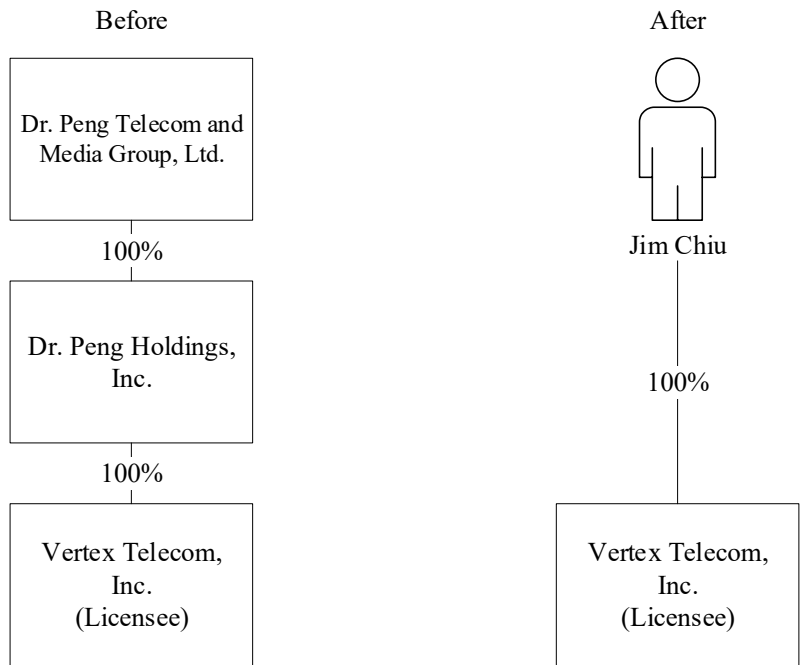 Before
Dr. Peng Telecom and
Media Group, Ltd.
100%
Dr. Peng Holdings,
Inc.
100%
Vertex Telecom,
Inc.
(Licensee)
After
Jim Chiu
100%
Vertex Telecom,
Inc.
(Licensee)